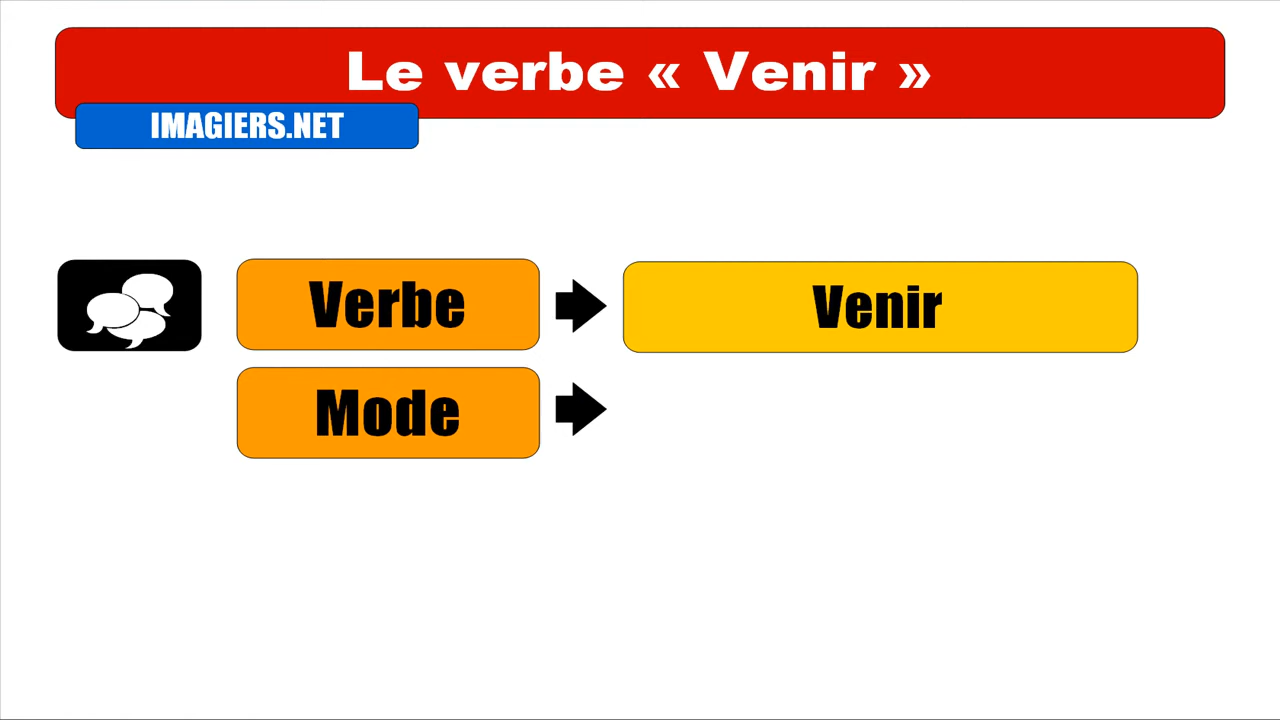 Le verbe « Venir »
IMAGIERS.NET
Verbe
Venir
Mode